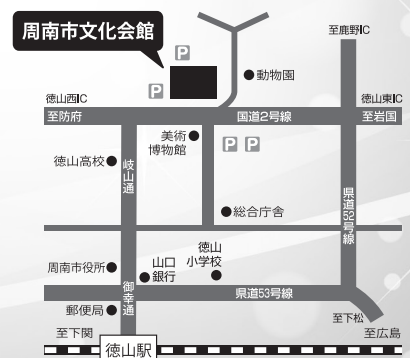 周南市文化会館
至鹿野IC
P
P
動物園
徳山西IC
徳山東IC
至防府
国道2号線
至岩国
美術
博物館
P P
徳山高校
岐山通
県道52号線
総合庁舎
徳山
小学校
周南市役所
山口
銀行
御幸通
県道53号線
郵便局
至下松
至下関
至広島
徳山駅